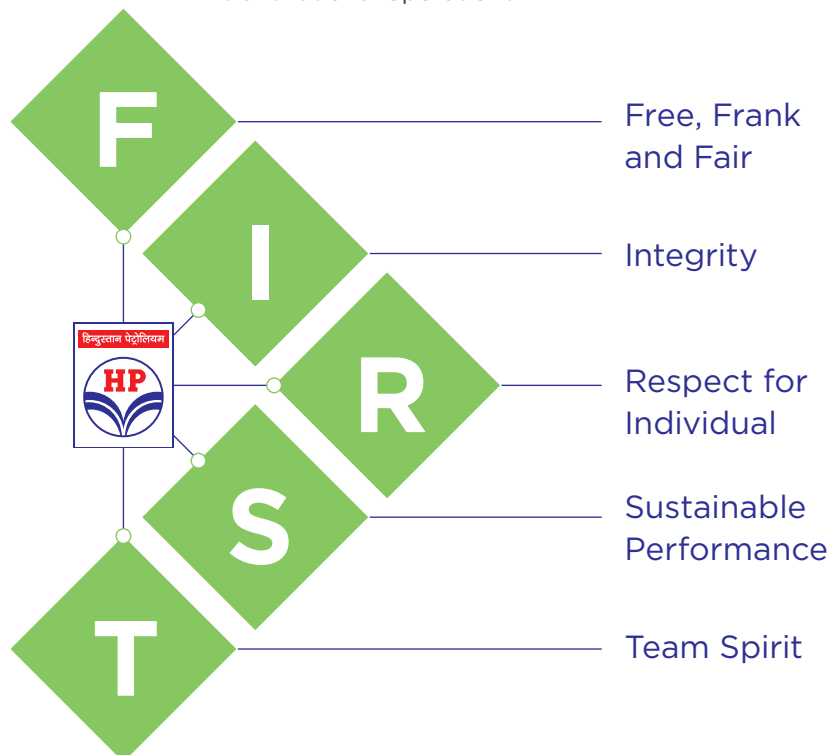 F
Free, Frank
and Fair
I
Integrity
हिन्दुस्तान पेट्रोलियम
HP
R
Respect for
Individual
S
Sustainable
Performance
T
Team Spirit